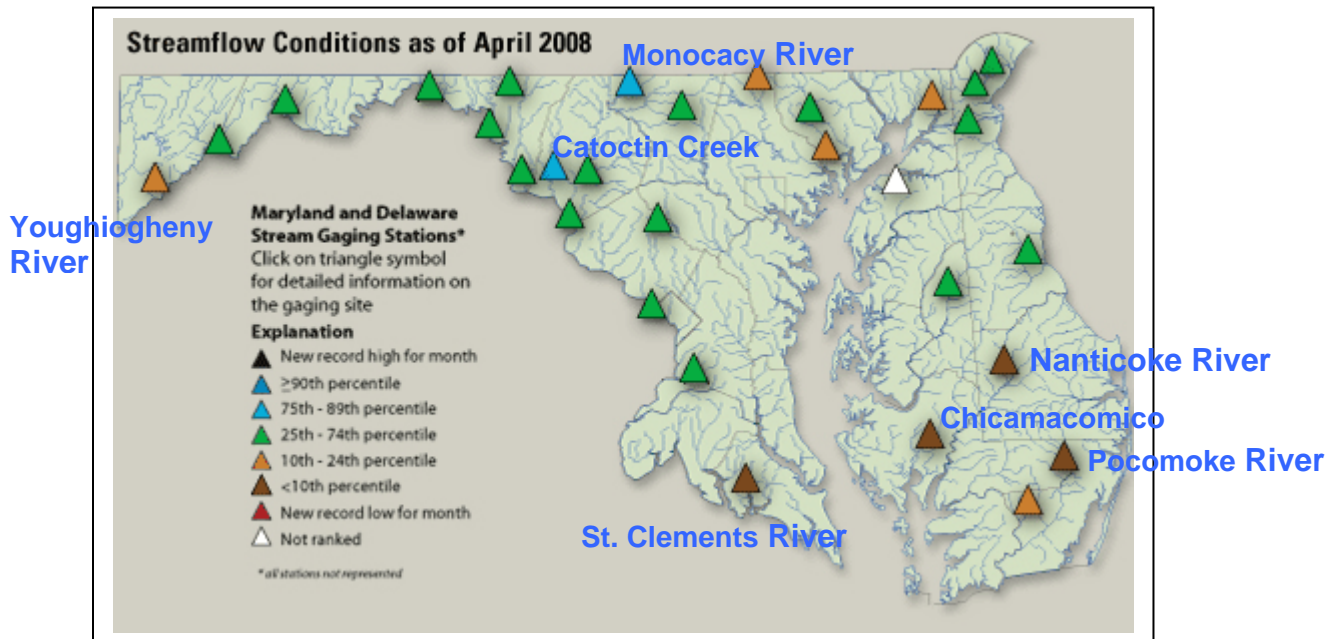 Streamflow Conditions as of April 2008
Monocacy River
Catoctin Creek
Youghiogheny
River
Maryland and Delaware
Stream Gaging Stations*
Click on triangle symbol
for detailed information on
the gaging site
Explanation
New record high for month
≥90th percentile
75th - 89th percentile
25th - 74th percentile
10th - 24th percentile
<10th percentile
New record low for month
Not ranked
* all stations not represented
Nanticoke River
Chicamacomico
Pocomoke River
St. Clements River